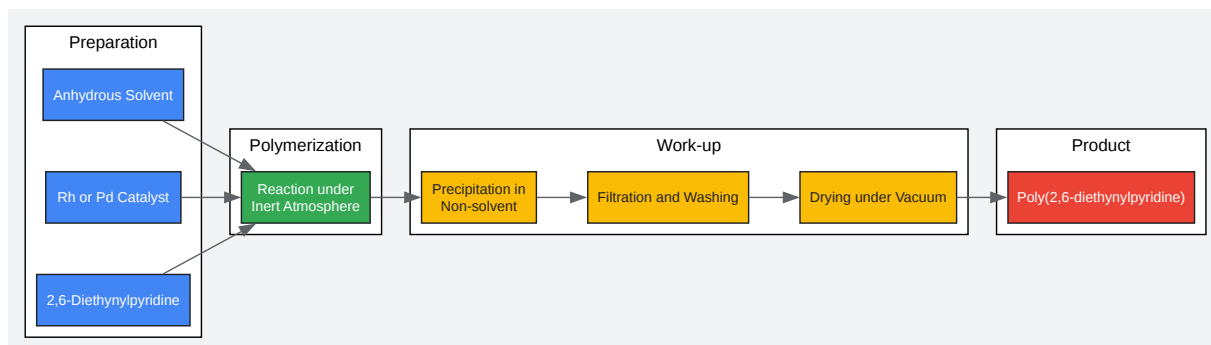 Preparation
Anhydrous Solvent
Rh or Pd Catalyst
2,6-Diethynylpyridine
Polymerization
Reaction under
Inert Atmosphere
Work-up
Precipitation in
Non-solvent
Filtration and Washing
Drying under Vacuum
Product
Poly(2,6-diethynylpyridine)